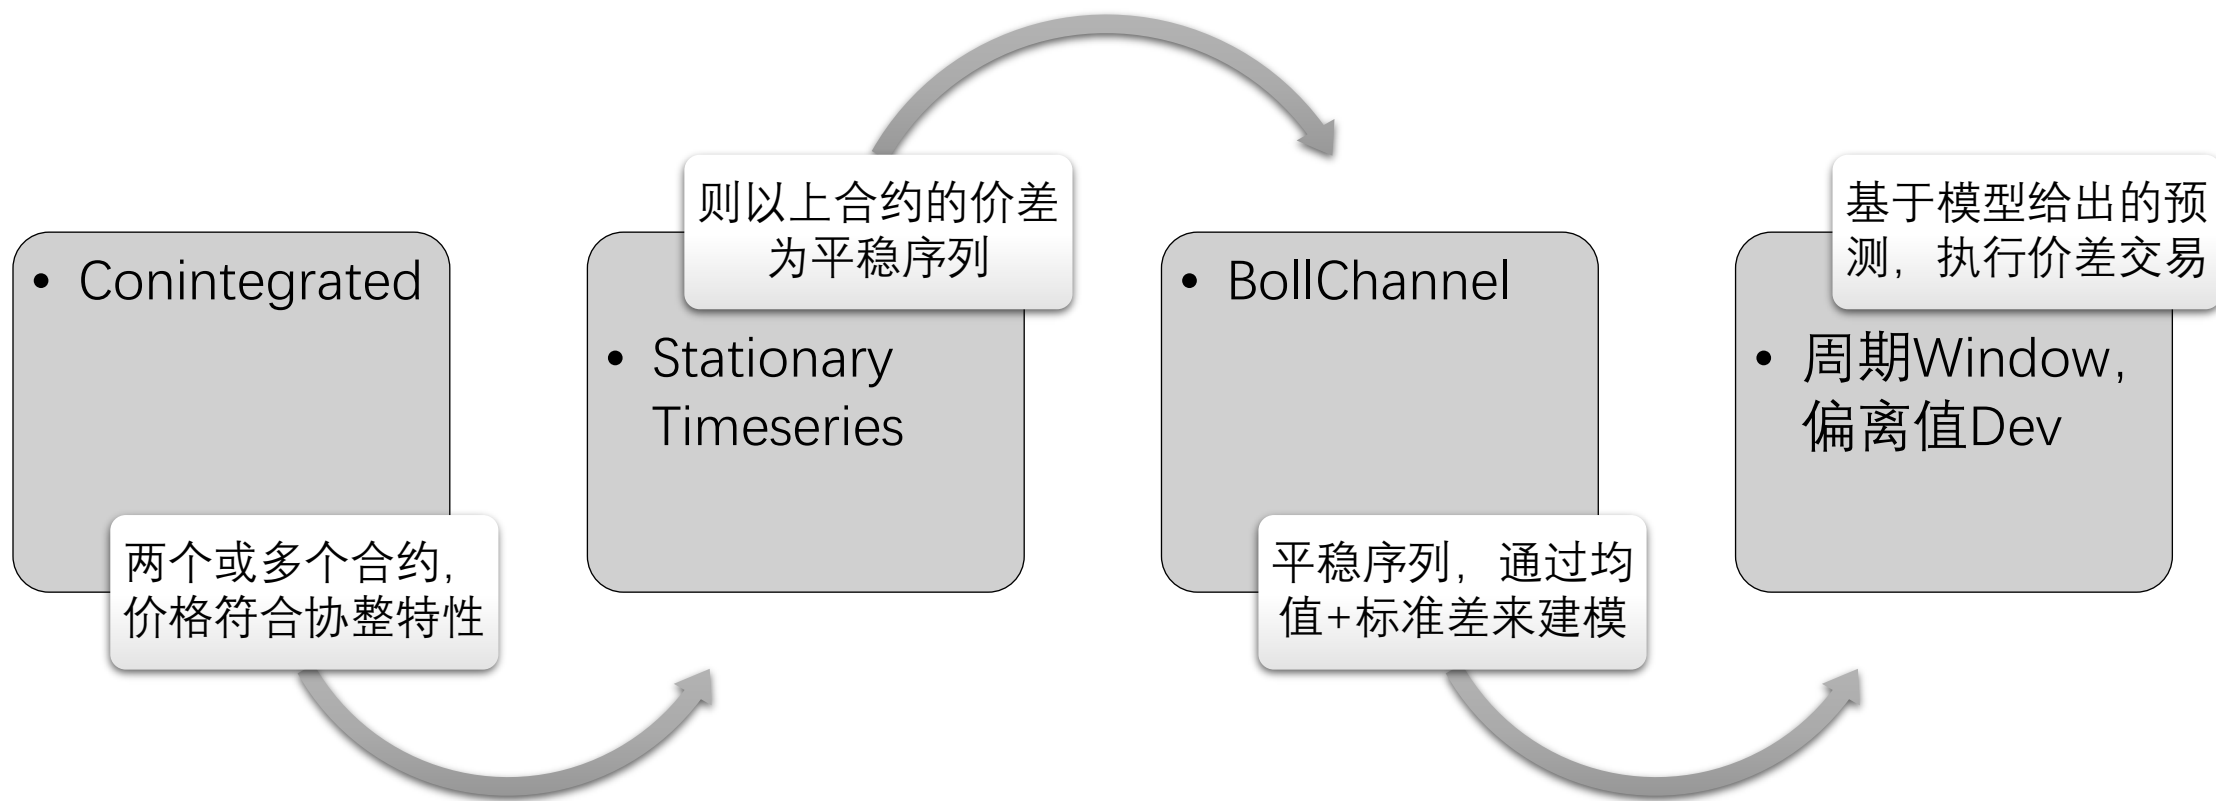 • Conintegrated
两个或多个合约，
价格符合协整特性
则以上合约的价差
为平稳序列
• Stationary
Timeseries
• BollChannel
平稳序列，通过均
值+标准差来建模
基于模型给出的预
测，执行价差交易
• 周期Window，
偏离值Dev